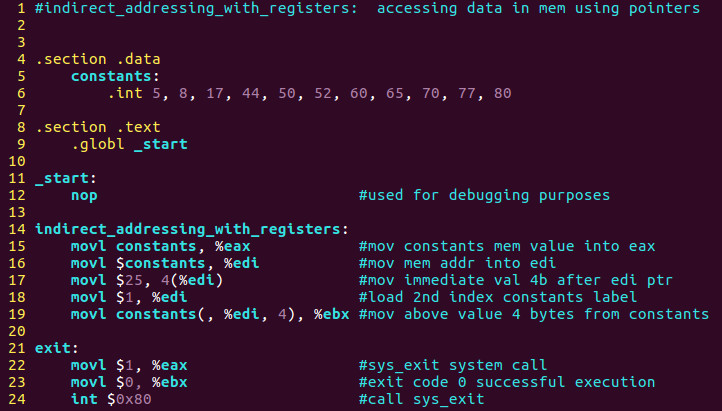 1 #indirect_addressing_with_registers:  accessing data in mem using pointers
2
3
4 .section .data
5     constants:
6         .int 5, 8, 17, 44, 50, 52, 60, 65, 70, 77, 80
7
8 .section .text
9     .globl _start
10
11 _start:
12     nop                             #used for debugging purposes
13
14 indirect_addressing_with_registers:
15     movl constants, %eax            #mov constants mem value into eax
16     movl $constants, %edi           #mov mem addr into edi
17     movl $25, 4(%edi)               #mov immediate val 4b after edi ptr
18     movl $1, %edi                   #load 2nd index constants label
19     movl constants(, %edi, 4), %ebx #mov above value 4 bytes from constants
20
21 exit:
22     movl $1, %eax                   #sys_exit system call
23     movl $0, %ebx                   #exit code 0 successful execution
24     int $0x80                       #call sys_exit